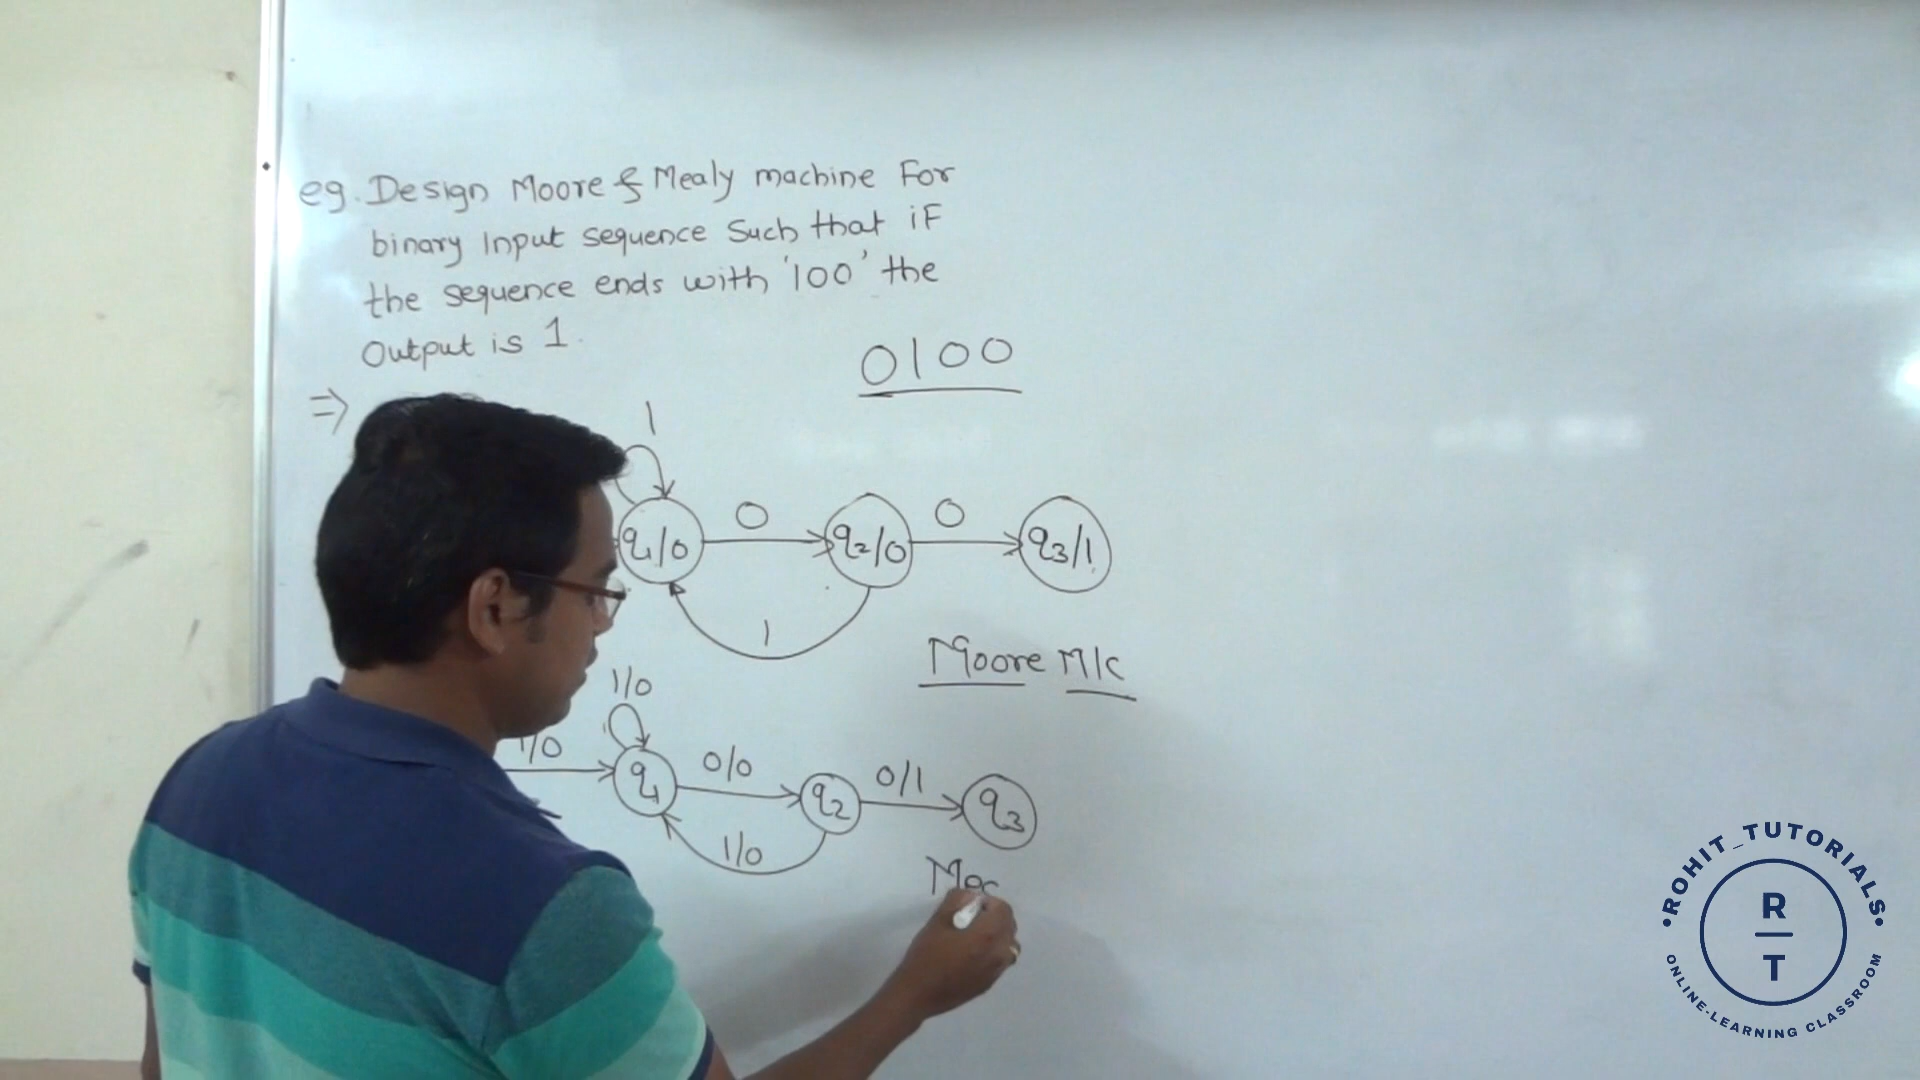 eg. Design Moore & Mealy machine For
binary Input sequence Such that iF
the sequence ends with '100' the
Output is 1.
0100
⇒
1
q1/0
0
q2/0
0
q3/1
1
Moore M/c
1/0
1/0
q1
0/0
q2
0/1
q3
1/0
ROHIT_TUTORIALS
R
T
ONLINE-LEARNING CLASSROOM